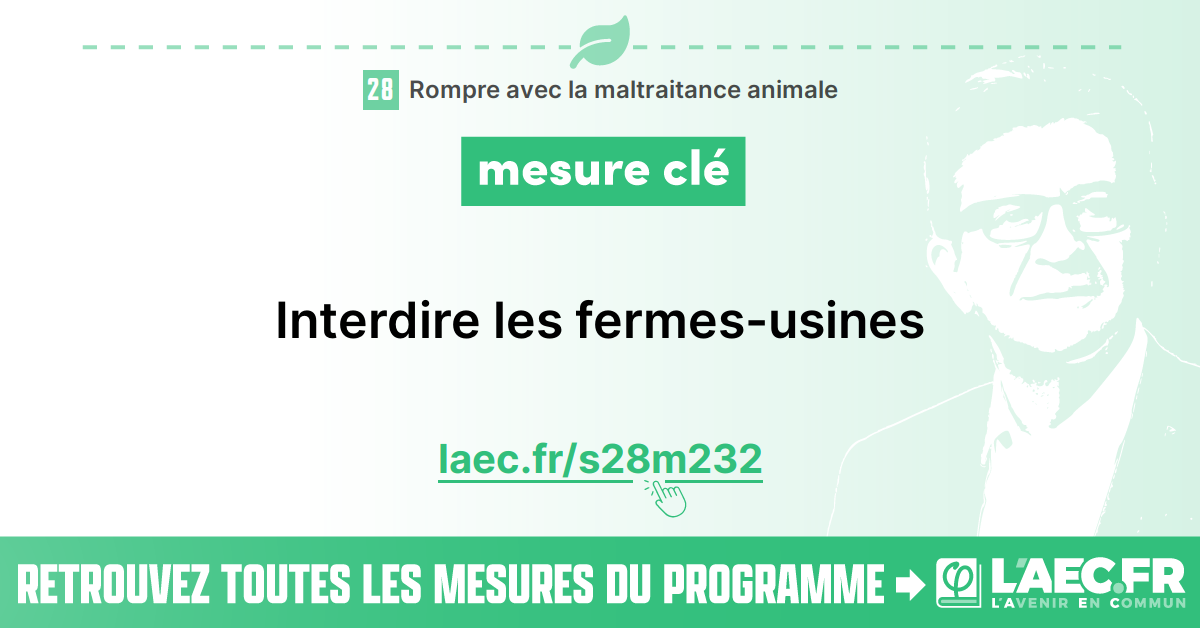 28 Rompre avec la maltraitance animale
mesure clé
Interdire les fermes-usines
laec.fr/s28m232
RETROUVEZ TOUTES LES MESURES DU PROGRAMME
φ L'AEC.FR
L'AVENIR EN COMMUN